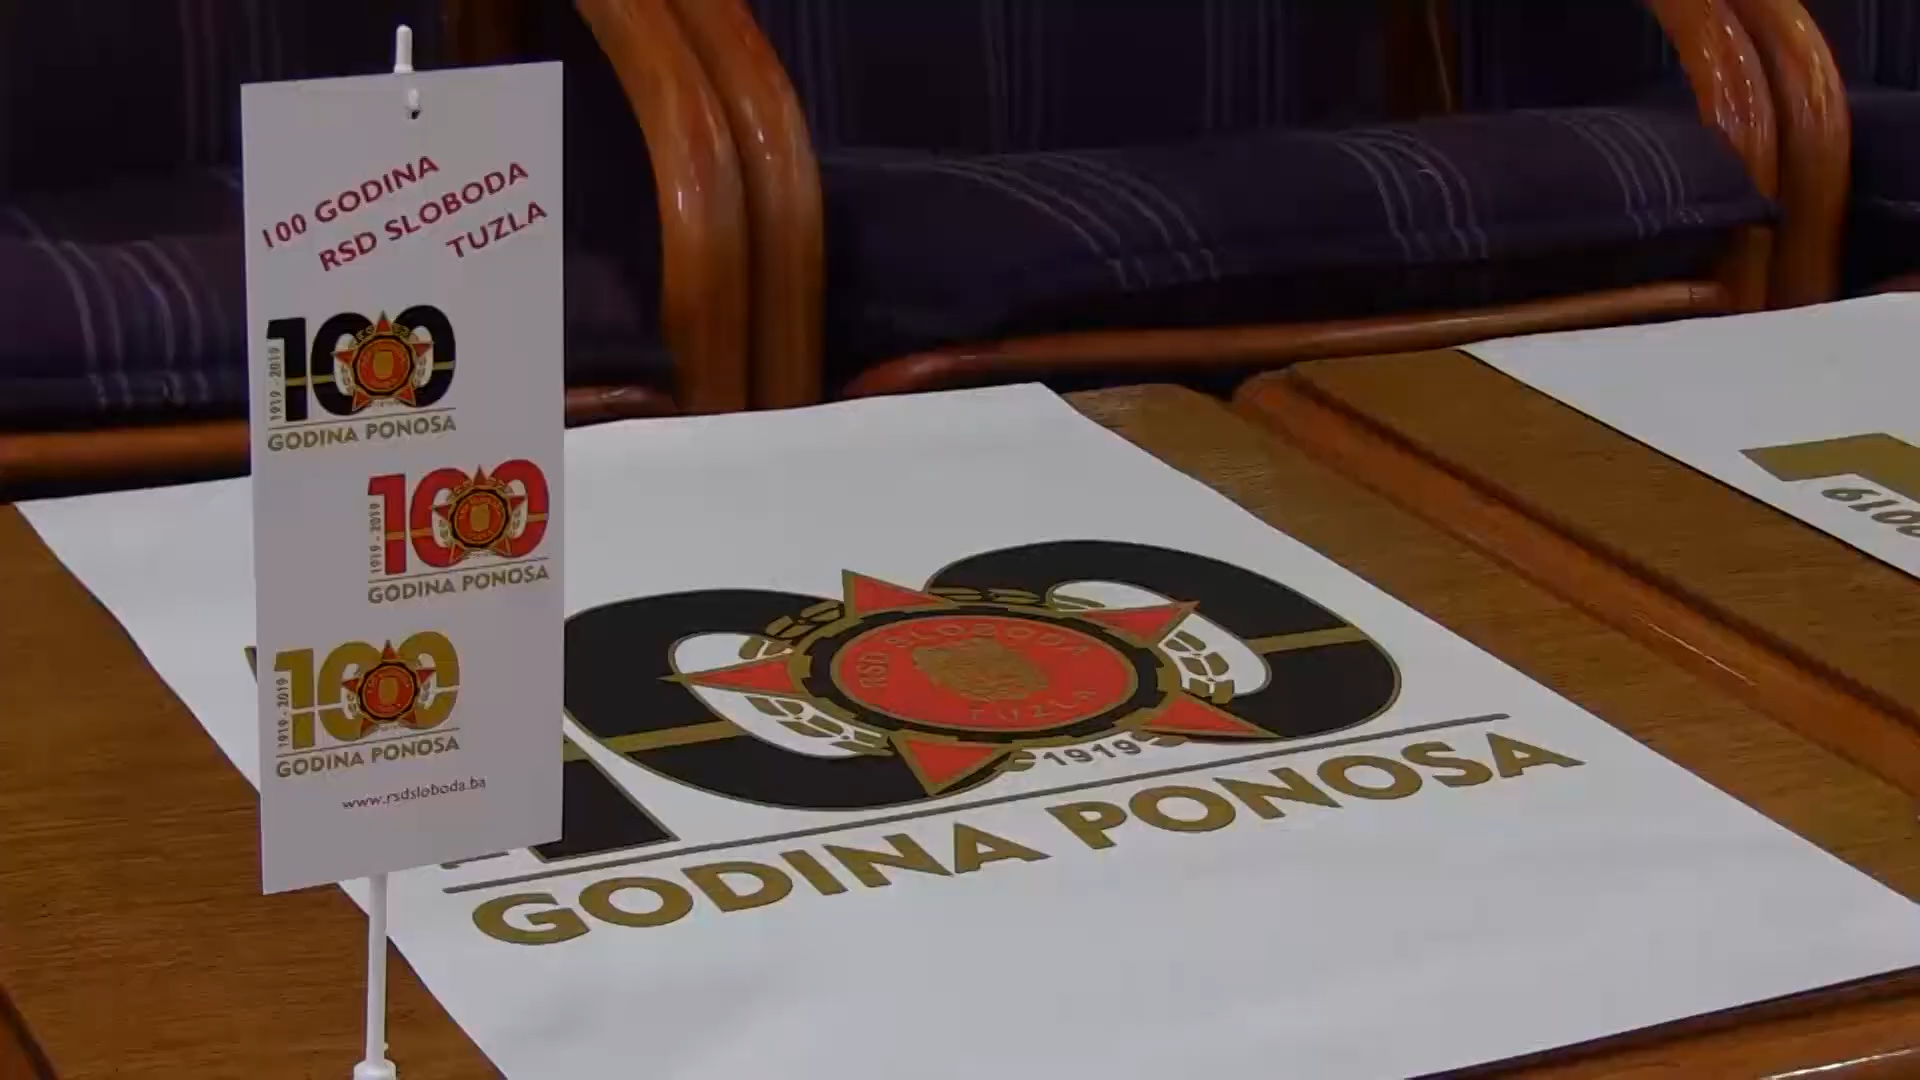 100 GODINA
RSD SLOBODA
TUZLA
1919 - 2019
100
GODINA PONOSA
1919 - 2019
100
GODINA PONOSA
1919 - 2019
100
GODINA PONOSA
www.rsdsloboda.ba
100
RSD SLOBODA
TUZLA
1919
GODINA PONOSA
2019